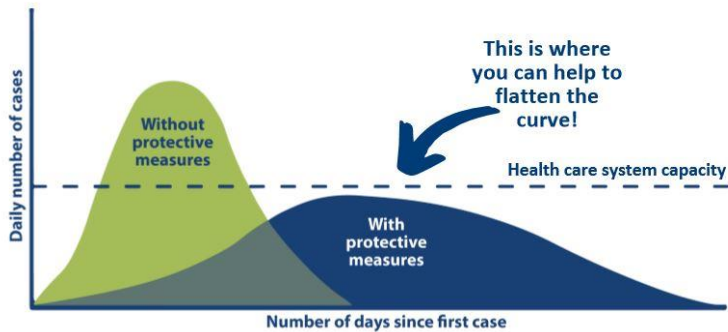 Daily number of cases
Without
protective
measures
This is where
you can help to
flatten the
curve!
Health care system capacity
With
protective
measures
Number of days since first case